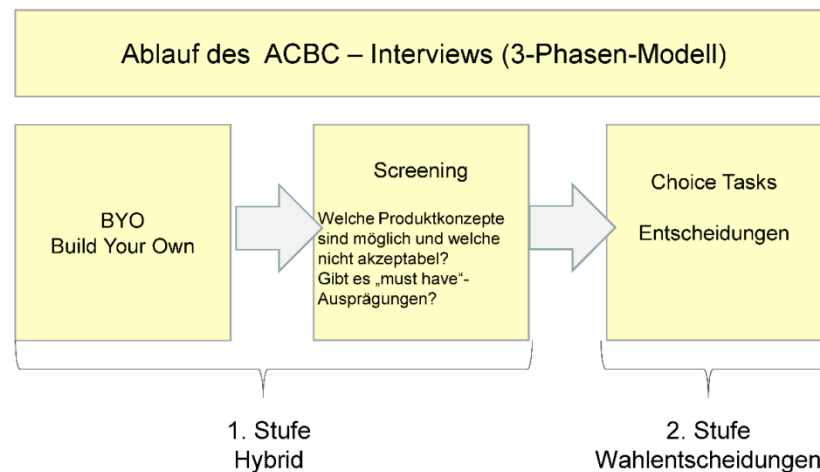 Ablauf des ACBC – Interviews (3-Phasen-Modell)
BYO
Build Your Own
Screening
Welche Produktkonzepte
sind möglich und welche
nicht akzeptabel?
Gibt es „must have“-
Ausprägungen?
Choice Tasks
Entscheidungen
1. Stufe
Hybrid
2. Stufe
Wahlentscheidungen